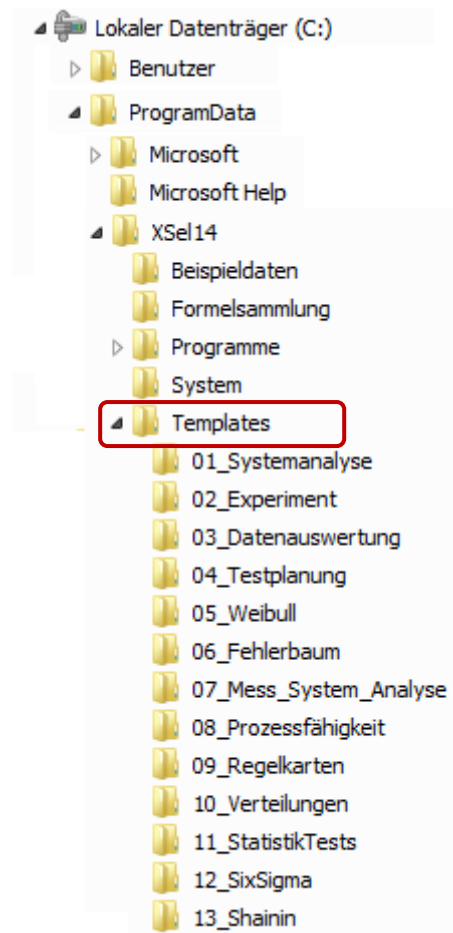 Lokaler Datenträger (C:)
Benutzer
ProgramData
Microsoft
Microsoft Help
XSel14
Beispieldaten
Formelsammlung
Programme
System
Templates
01_Systemanalyse
02_Experiment
03_Datenauswertung
04_Testplanung
05_Weibull
06_Fehlerbaum
07_Mess_System_Analyse
08_Prozessfähigkeit
09_Regelkarten
10_Verteilungen
11_StatistikTests
12_SixSigma
13_Shainin